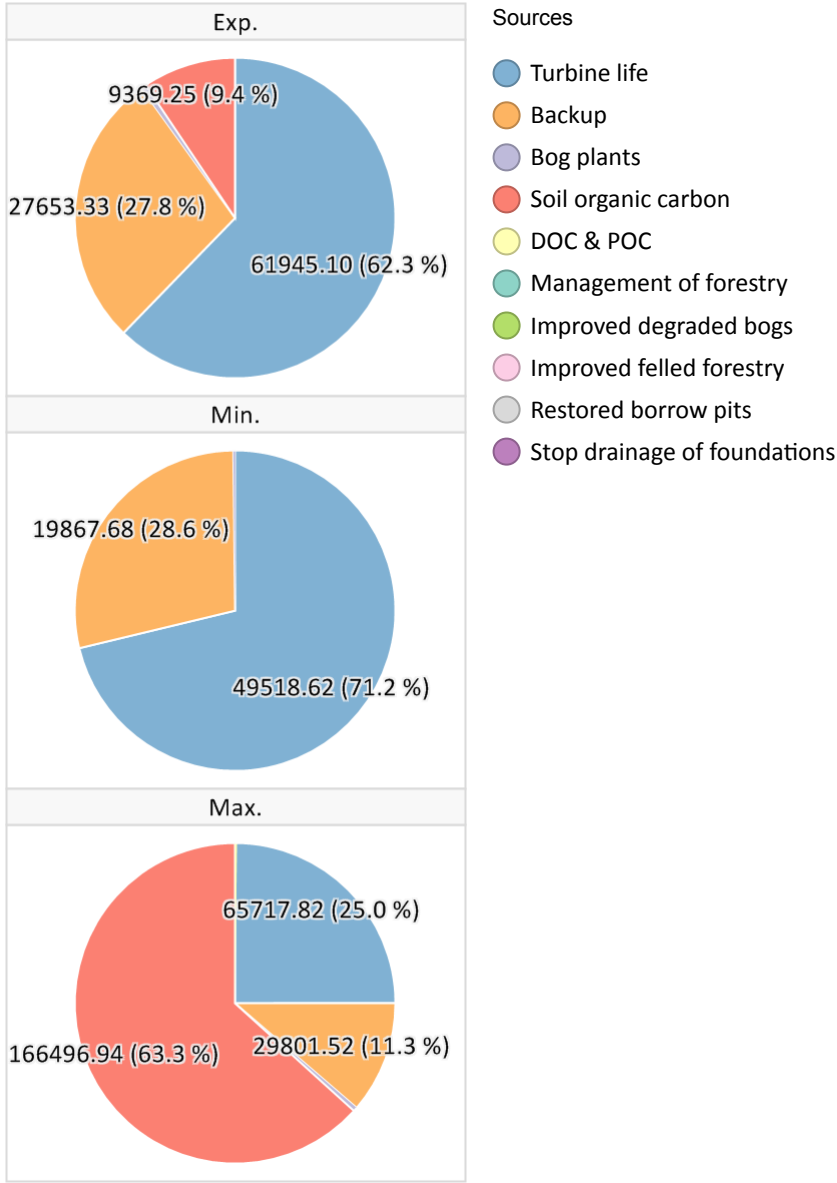 Exp.
9369.25 (9.4 %)
27653.33 (27.8 %)
61945.10 (62.3 %)
Min.
19867.68 (28.6 %)
49518.62 (71.2 %)
Max.
65717.82 (25.0 %)
29801.52 (11.3 %)
166496.94 (63.3 %)
Sources
Turbine life
Backup
Bog plants
Soil organic carbon
DOC & POC
Management of forestry
Improved degraded bogs
Improved felled forestry
Restored borrow pits
Stop drainage of foundations